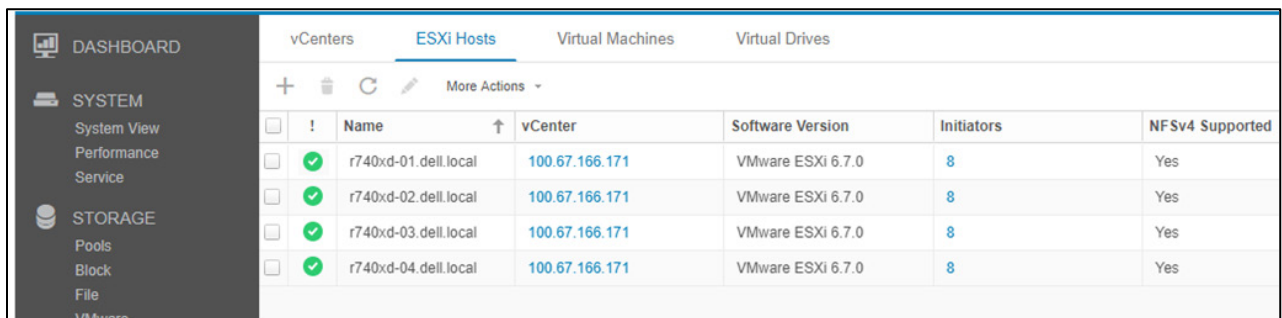 DASHBOARD
SYSTEM
System View
Performance
Service
STORAGE
Pools
Block
File
VMware
vCenters ESXi Hosts Virtual Machines Virtual Drives
More Actions
! Name vCenter Software Version Initiators NFSv4 Supported
r740xd-01.dell.local 100.67.166.171 VMware ESXi 6.7.0 8 Yes
r740xd-02.dell.local 100.67.166.171 VMware ESXi 6.7.0 8 Yes
r740xd-03.dell.local 100.67.166.171 VMware ESXi 6.7.0 8 Yes
r740xd-04.dell.local 100.67.166.171 VMware ESXi 6.7.0 8 Yes